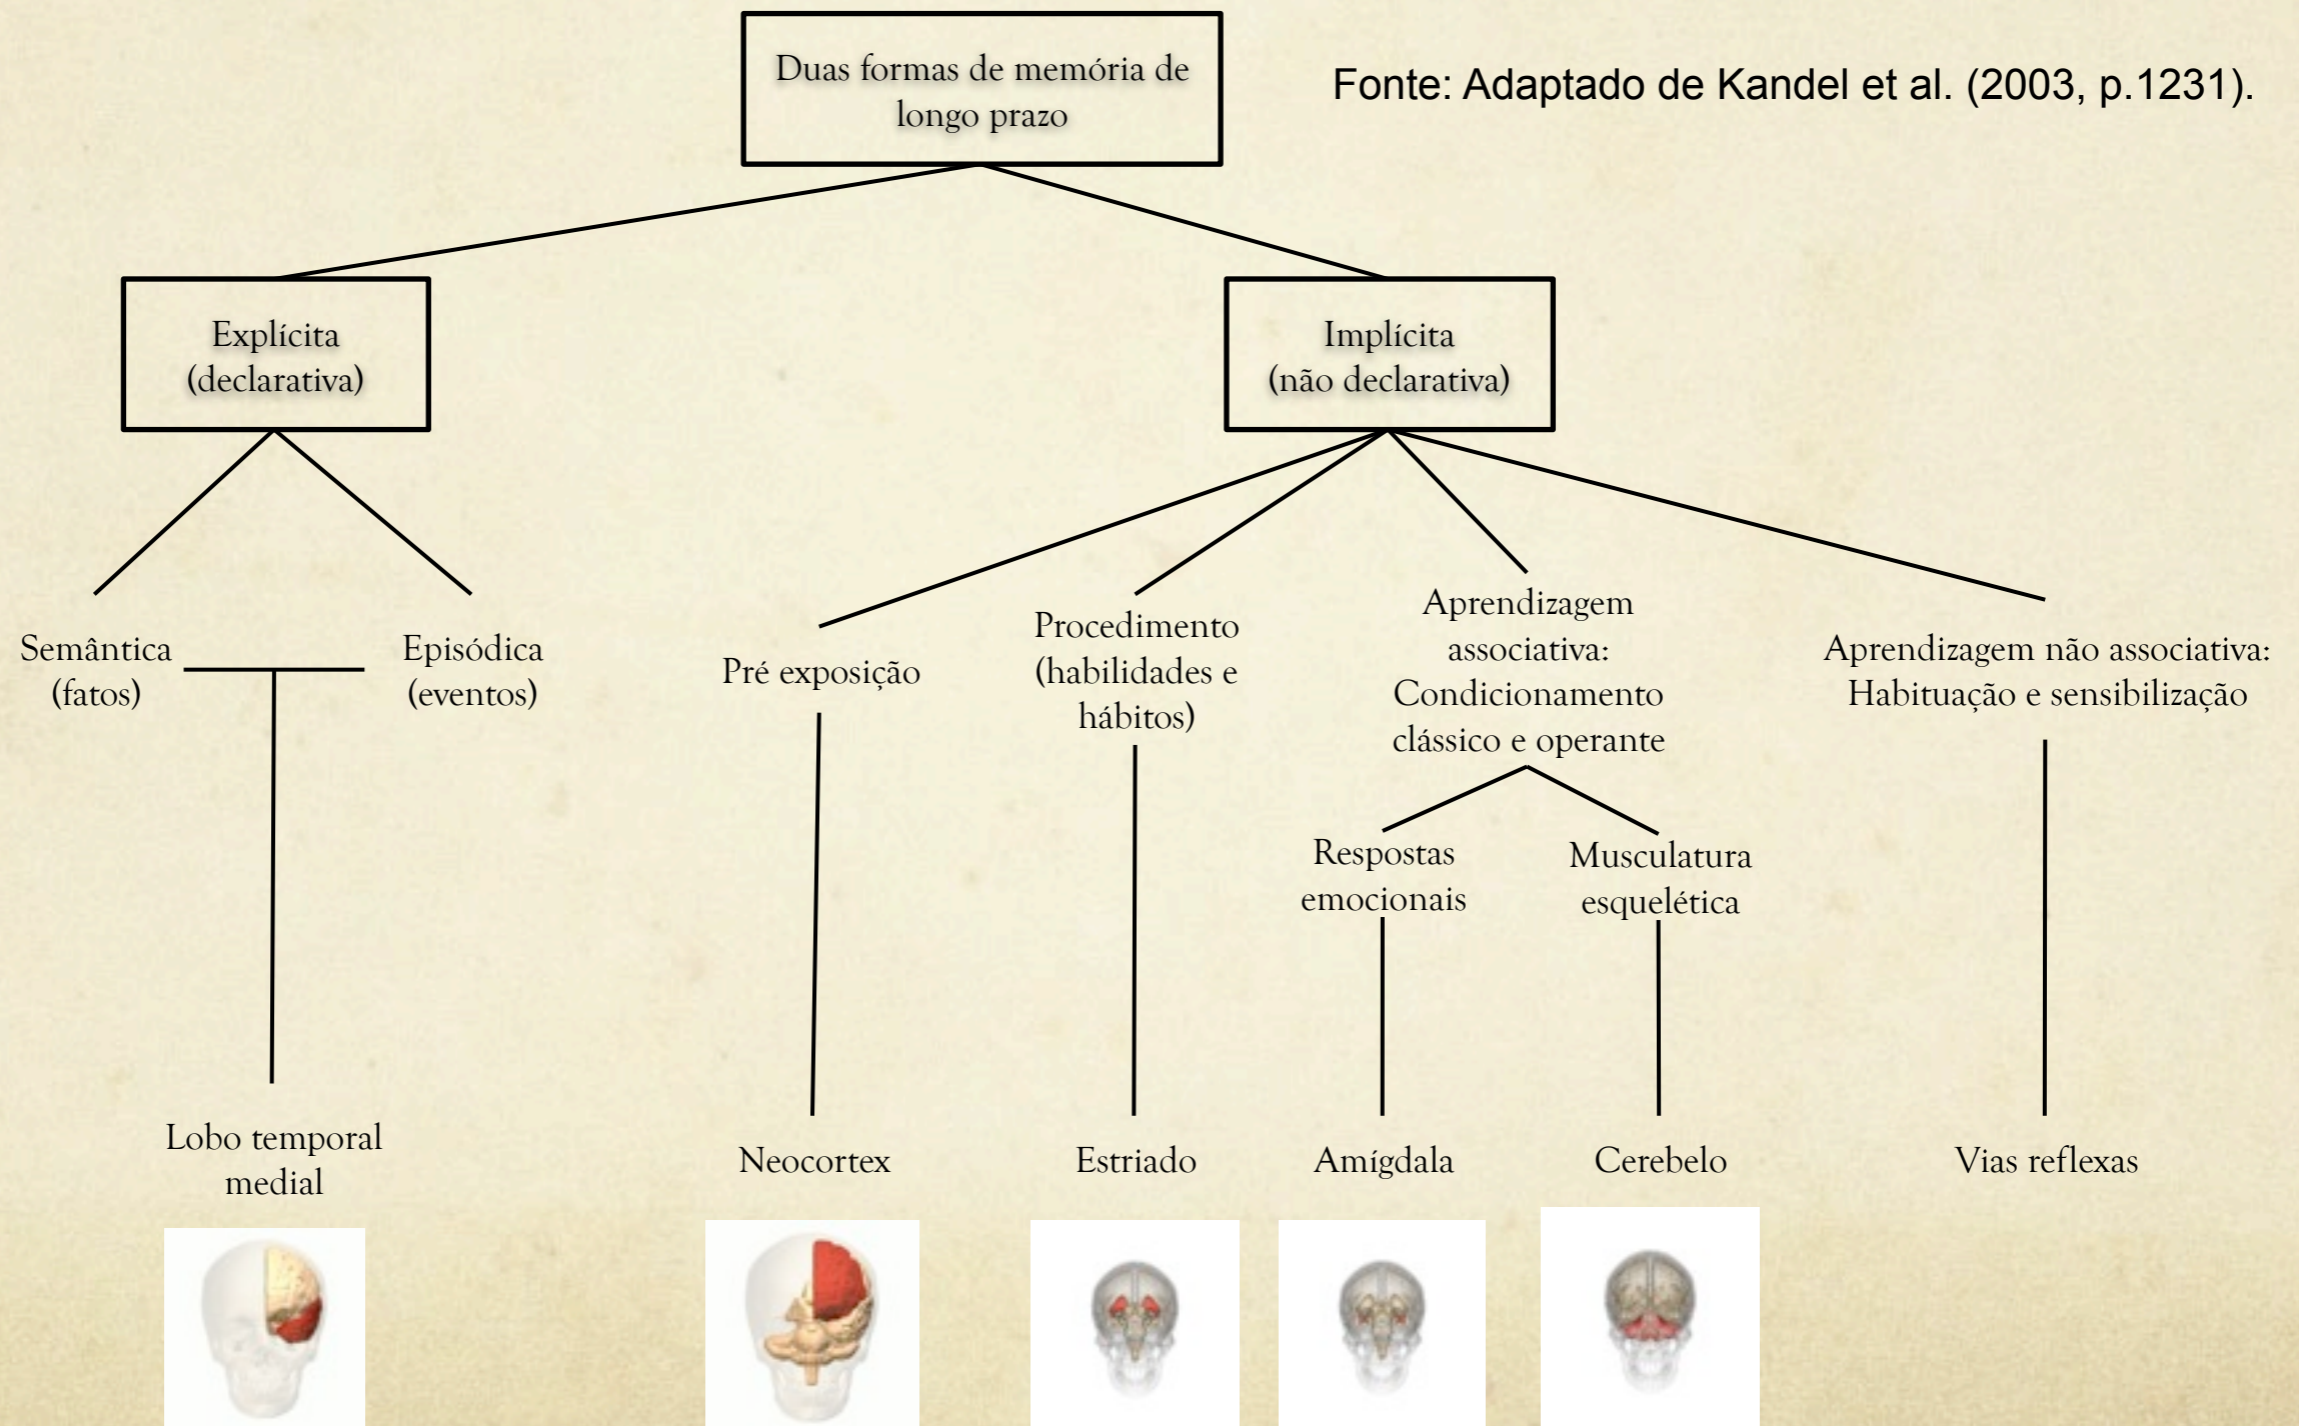 Duas formas de memória de
longo prazo
Fonte: Adaptado de Kandel et al. (2003, p.1231).
Explícita
(declarativa)
Implícita
(não declarativa)
Semântica
(fatos)
Episódica
(eventos)
Pré exposição
Procedimento
(habilidades e
hábitos)
Aprendizagem
associativa:
Condicionamento
clássico e operante
Aprendizagem não associativa:
Habituação e sensibilização
Respostas
emocionais
Musculatura
esquelética
Lobo temporal
medial
Neocortex
Estriado
Amígdala
Cerebelo
Vias reflexas